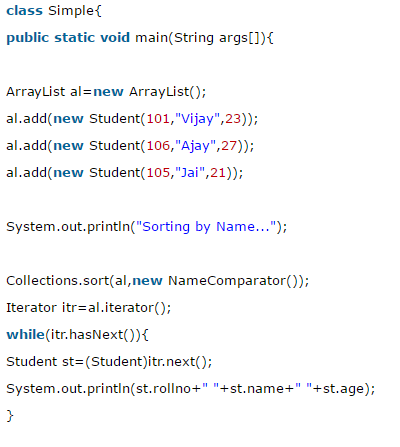 class Simple{
public static void main(String args[]){
ArrayList al=new ArrayList();
al.add(new Student(101,"Vijay",23));
al.add(new Student(106,"Ajay",27));
al.add(new Student(105,"Jai",21));
System.out.println("Sorting by Name...");
Collections.sort(al,new NameComparator());
Iterator itr=al.iterator();
while(itr.hasNext()){
Student st=(Student)itr.next();
System.out.println(st.rollno+" "+st.name+" "+st.age);
}